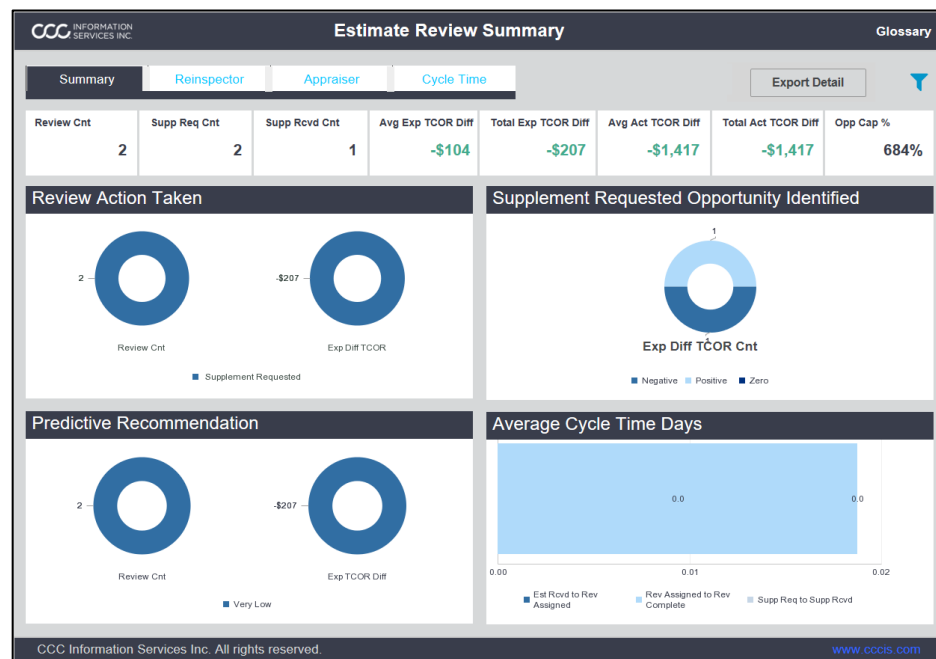 CCC INFORMATION SERVICES INC.
Estimate Review Summary
Glossary
Summary
Reinspector
Appraiser
Cycle Time
Export Detail
Review Cnt
Supp Req Cnt
Supp Rcvd Cnt
Avg Exp TCOR Diff
Total Exp TCOR Diff
Avg Act TCOR Diff
Total Act TCOR Diff
Opp Cap %
2
2
1
-$104
-$207
-$1,417
-$1,417
684%
Review Action Taken
2
-$207
Review Cnt
Exp Diff TCOR
Supplement Requested
Supplement Requested Opportunity Identified
1
Exp Diff TCOR Cnt
Negative
Positive
Zero
Predictive Recommendation
2
-$207
Review Cnt
Exp TCOR Diff
Very Low
Average Cycle Time Days
0.0
0.0
0.00
0.01
0.02
Est Rcvd to Rev
Assigned
Rev Assigned to Rev
Complete
Supp Req to Supp Rcvd
CCC Information Services Inc. All rights reserved.
www.cccis.com